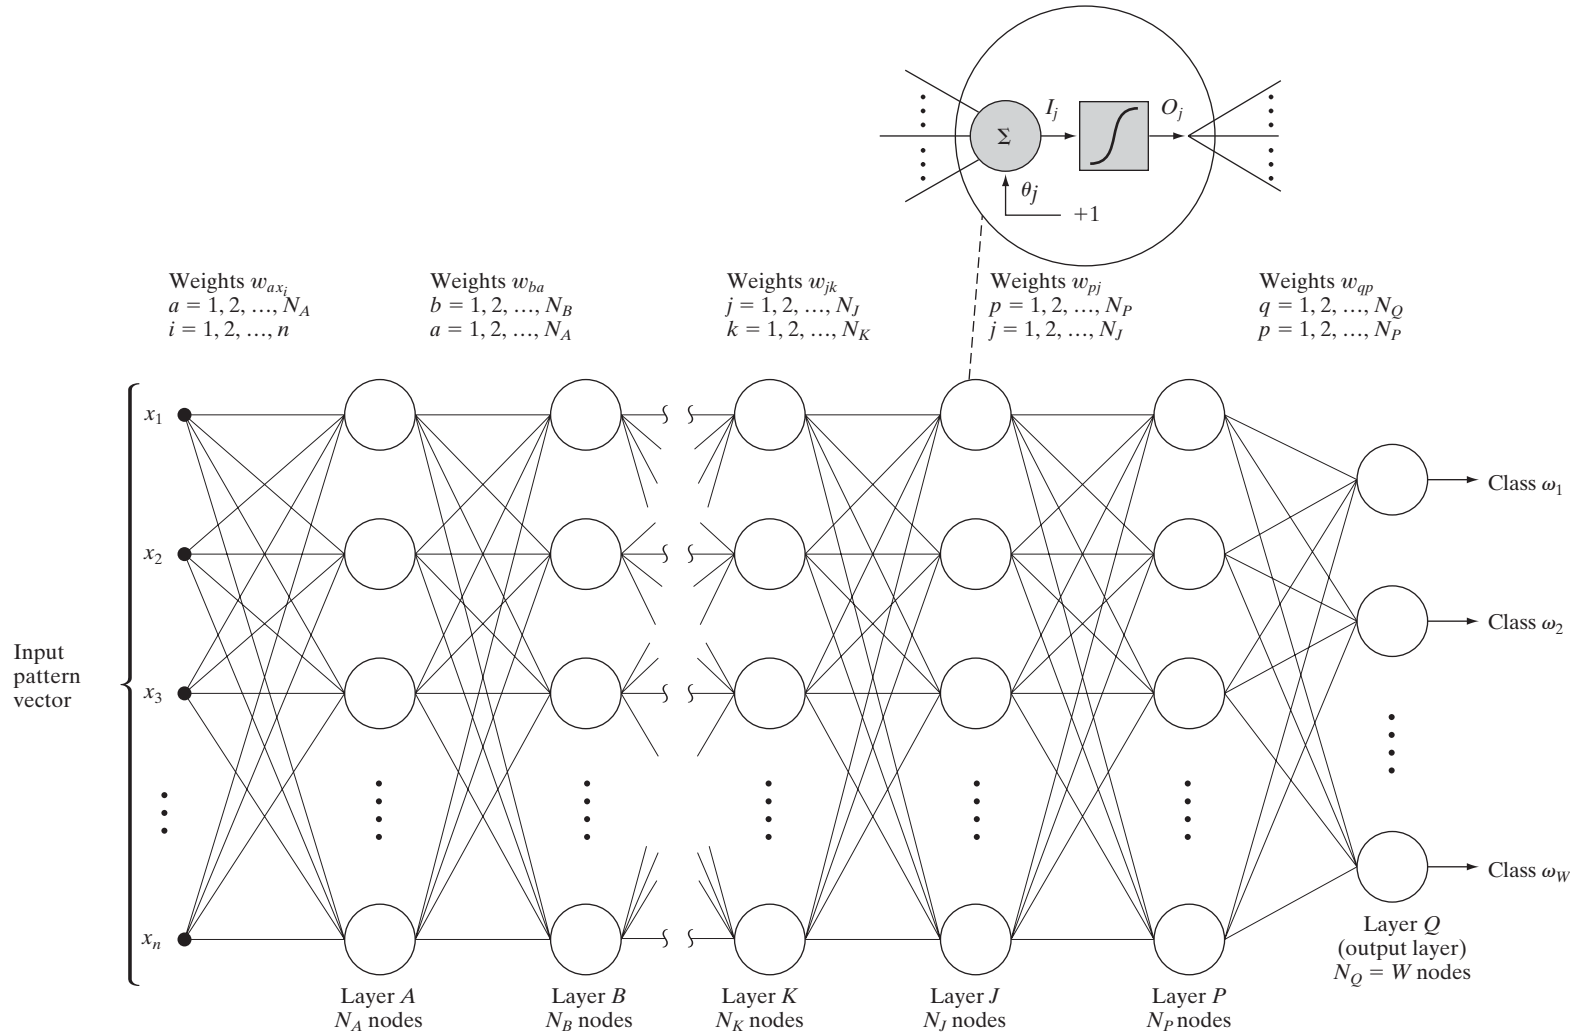 Σ
I_j
O_j
θ_j
+1
Weights w_{ax_i}
a = 1, 2, ..., N_A
i = 1, 2, ..., n
Weights w_{ba}
b = 1, 2, ..., N_B
a = 1, 2, ..., N_A
Weights w_{jk}
j = 1, 2, ..., N_J
k = 1, 2, ..., N_K
Weights w_{pj}
p = 1, 2, ..., N_P
j = 1, 2, ..., N_J
Weights w_{qp}
q = 1, 2, ..., N_Q
p = 1, 2, ..., N_P
Input
pattern
vector
x_1
x_2
x_3
x_n
Class ω_1
Class ω_2
Class ω_W
Layer A
N_A nodes
Layer B
N_B nodes
Layer K
N_K nodes
Layer J
N_J nodes
Layer P
N_P nodes
Layer Q
(output layer)
N_Q = W nodes